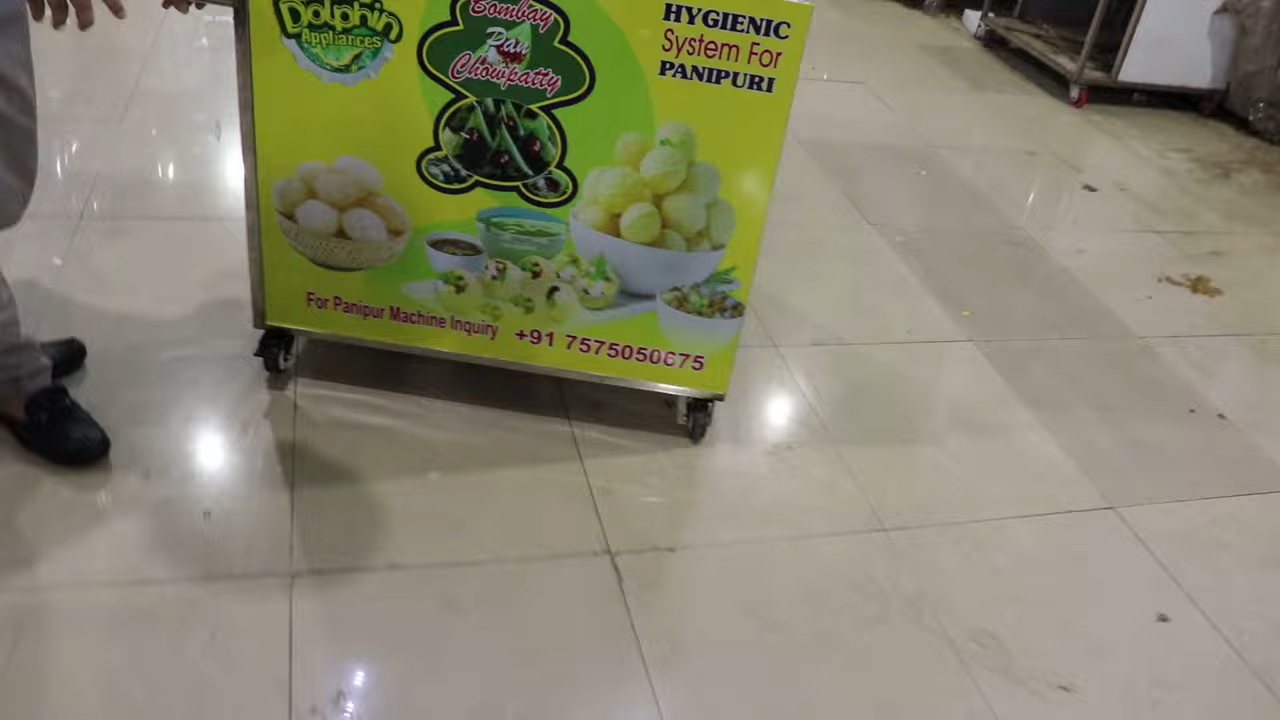 Dolphin
Appliances
Bombay
Pan
Chowpatty
HYGIENIC
System For
PANIPURI
For Panipur Machine Inquiry +91 7575050675